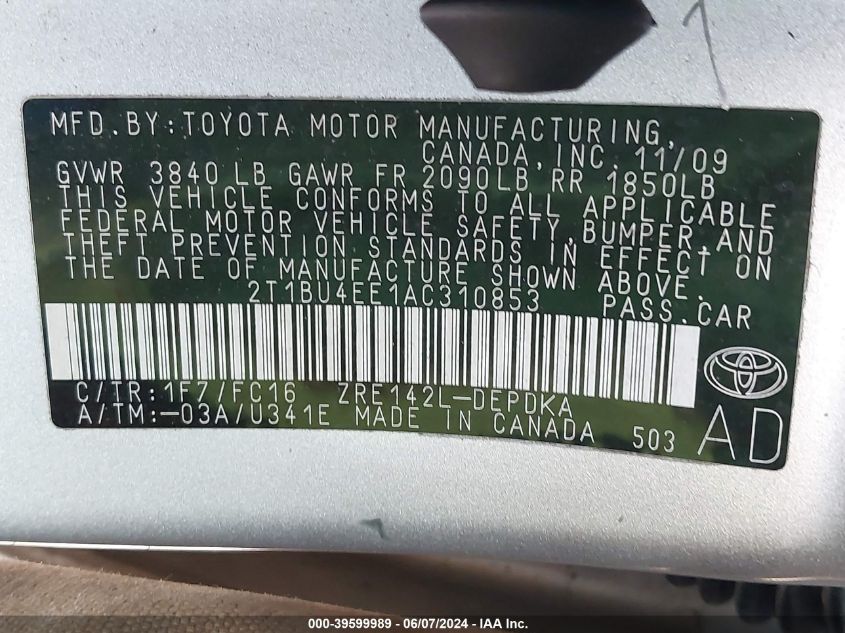 MFD.BY:TOYOTA MOTOR MANUFACTURING,
CANADA,INC. 11/09
GVWR 3840 LB GAWR FR 2090LB RR 1850LB
THIS VEHICLE CONFORMS TO ALL APPLICABLE
FEDERAL MOTOR VEHICLE SAFETY,BUMPER,AND
THEFT PREVENTION STANDARDS IN EFFECT ON
THE DATE OF MANUFACTURE SHOWN ABOVE.
2T1BU4EE1AC310853 PASS.CAR
C/TR:1F7/FC16 ZRE142L-DEPDKA
A/TM:-03A/U341E MADE IN CANADA 503
AD
000-39599989 - 06/07/2024 - IAA Inc.